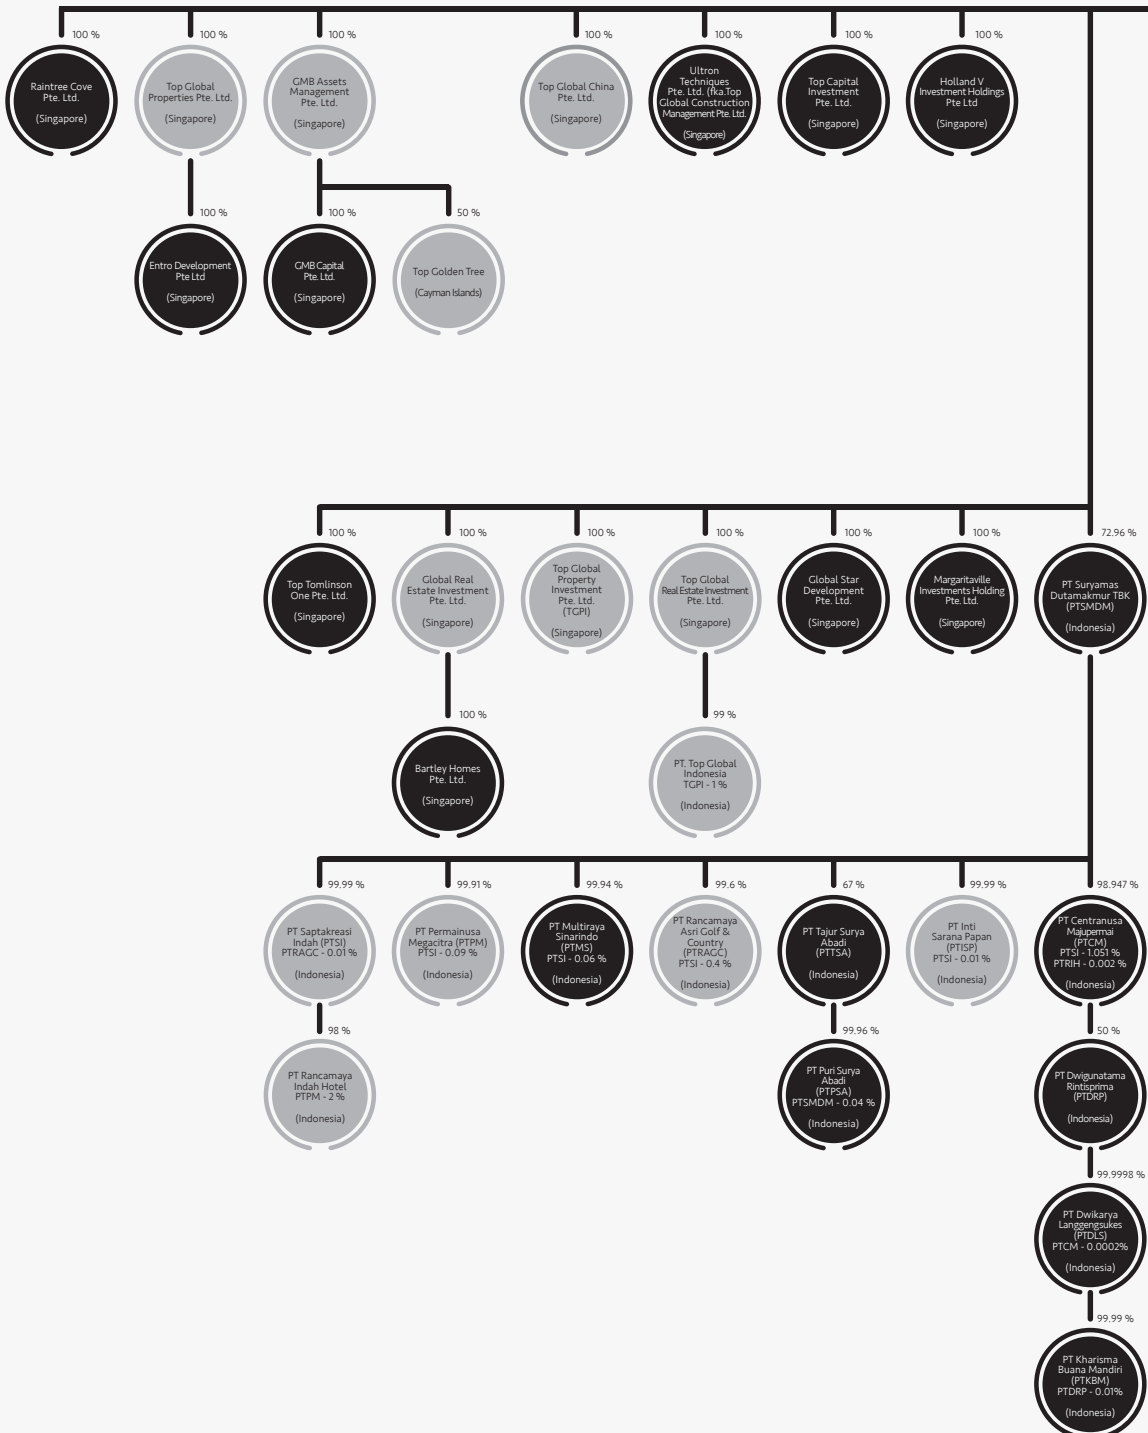 100 %
Raintree Cove
Pte. Ltd.
(Singapore)
100 %
Top Global
Properties Pte. Ltd.
(Singapore)
100 %
GMB Assets
Management
Pte. Ltd.
(Singapore)
100 %
Top Global China
Pte. Ltd.
(Singapore)
100 %
Ultron
Techniques
Pte. Ltd. (fka.Top
Global Construction
Management Pte. Ltd.
(Singapore)
100 %
Top Capital
Investment
Pte. Ltd.
(Singapore)
100 %
Holland V
Investment Holdings
Pte Ltd
(Singapore)
100 %
Entro Development
Pte Ltd
(Singapore)
100 %
GMB Capital
Pte. Ltd.
(Singapore)
50 %
Top Golden Tree
(Cayman Islands)
100 %
Top Tomlinson
One Pte. Ltd.
(Singapore)
100 %
Global Real
Estate Investment
Pte. Ltd.
(Singapore)
100 %
Top Global
Property
Investment
Pte. Ltd.
(TGPI)
(Singapore)
100 %
Top Global
Real Estate Investment
Pte. Ltd.
(Singapore)
100 %
Global Star
Development
Pte. Ltd.
(Singapore)
100 %
Margaritaville
Investments Holding
Pte. Ltd.
(Singapore)
72.96 %
PT Suryamas
Dutamakmur TBK
(PTSMDM)
(Indonesia)
100 %
Bartley Homes
Pte. Ltd.
(Singapore)
99 %
PT. Top Global
Indonesia
TGPI - 1 %
(Indonesia)
99.99 %
PT Saptakreasi
Indah (PTSI)
PTRAGC - 0.01 %
(Indonesia)
99.91 %
PT Permainusa
Megacitra (PTPM)
PTSI - 0.09 %
(Indonesia)
99.94 %
PT Multiraya
Sinarindo
(PTMS)
PTSI - 0.06 %
(Indonesia)
99.6 %
PT Rancamaya
Asri Golf &
Country
(PTRAGC)
PTSI - 0.4 %
(Indonesia)
67 %
PT Tajur Surya
Abadi
(PTTSA)
(Indonesia)
99.99 %
PT Inti
Sarana Papan
(PTISP)
PTSI - 0.01 %
(Indonesia)
98.947 %
PT Centranusa
Majupermai
(PTCM)
PTSI - 1.051 %
PTRIH - 0.002 %
(Indonesia)
98 %
PT Rancamaya
Indah Hotel
PTPM - 2 %
(Indonesia)
99.96 %
PT Puri Surya
Abadi
(PTPSA)
PTSMDM - 0.04 %
(Indonesia)
50 %
PT Dwigunatama
Rintisprima
(PTDRP)
(Indonesia)
99.9998 %
PT Dwikarya
Langgengsukes
(PTDLS)
PTCM - 0.0002%
(Indonesia)
99.99 %
PT Kharisma
Buana Mandiri
(PTKBM)
PTDRP - 0.01%
(Indonesia)